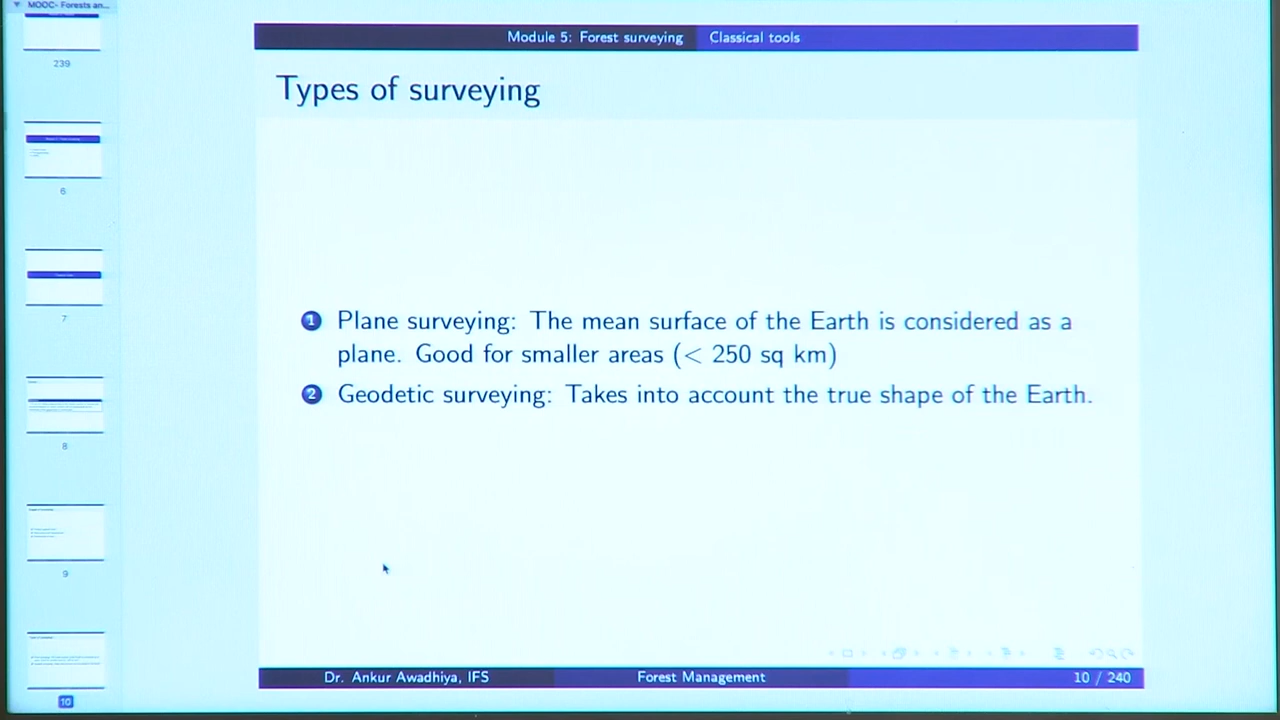 MOOC- Forests an...
239
6
7
8
9
10
Module 5: Forest surveying Classical tools
Types of surveying
1 Plane surveying: The mean surface of the Earth is considered as a
plane. Good for smaller areas (< 250 sq km)
2 Geodetic surveying: Takes into account the true shape of the Earth.
Dr. Ankur Awadhiya, IFS Forest Management 10 / 240